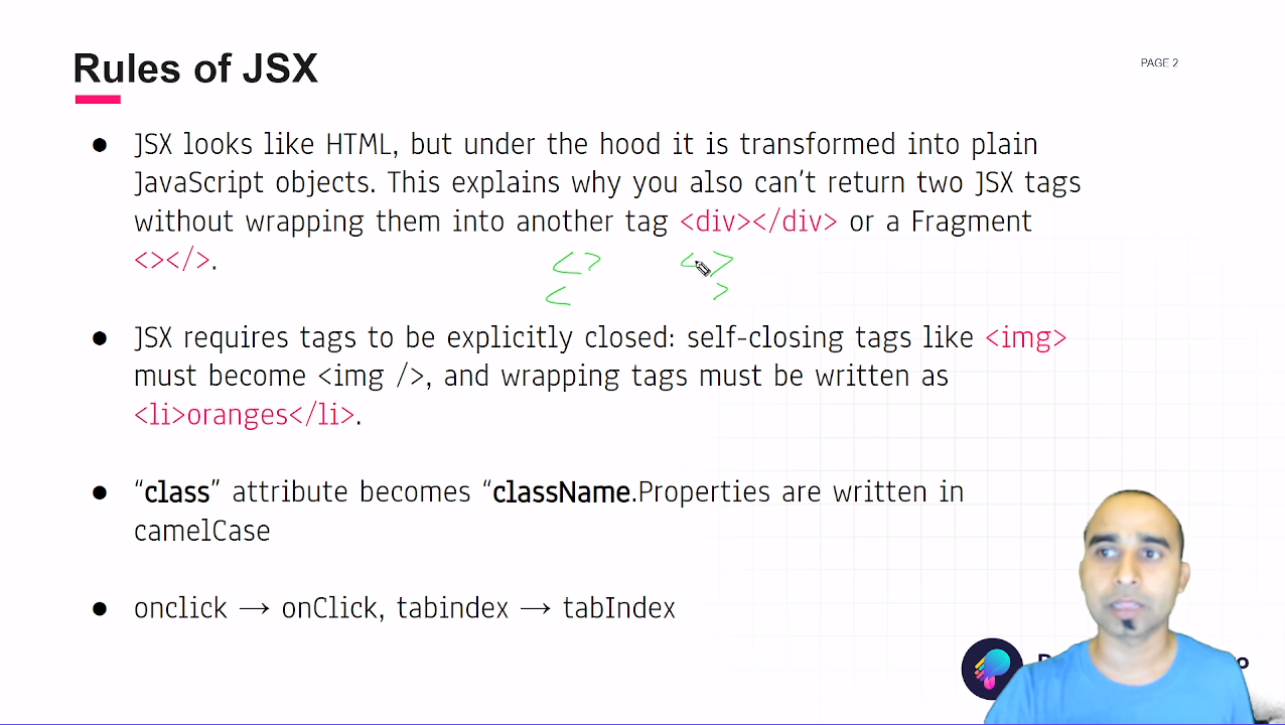 Rules of JSX
PAGE 2
● JSX looks like HTML, but under the hood it is transformed into plain
JavaScript objects. This explains why you also can't return two JSX tags
without wrapping them into another tag <div></div> or a Fragment
<></>.
<> <>
< >
● JSX requires tags to be explicitly closed: self-closing tags like <img>
must become <img />, and wrapping tags must be written as
<li>oranges</li>.
● “class” attribute becomes “className.Properties are written in
camelCase
● onclick → onClick, tabindex → tabIndex